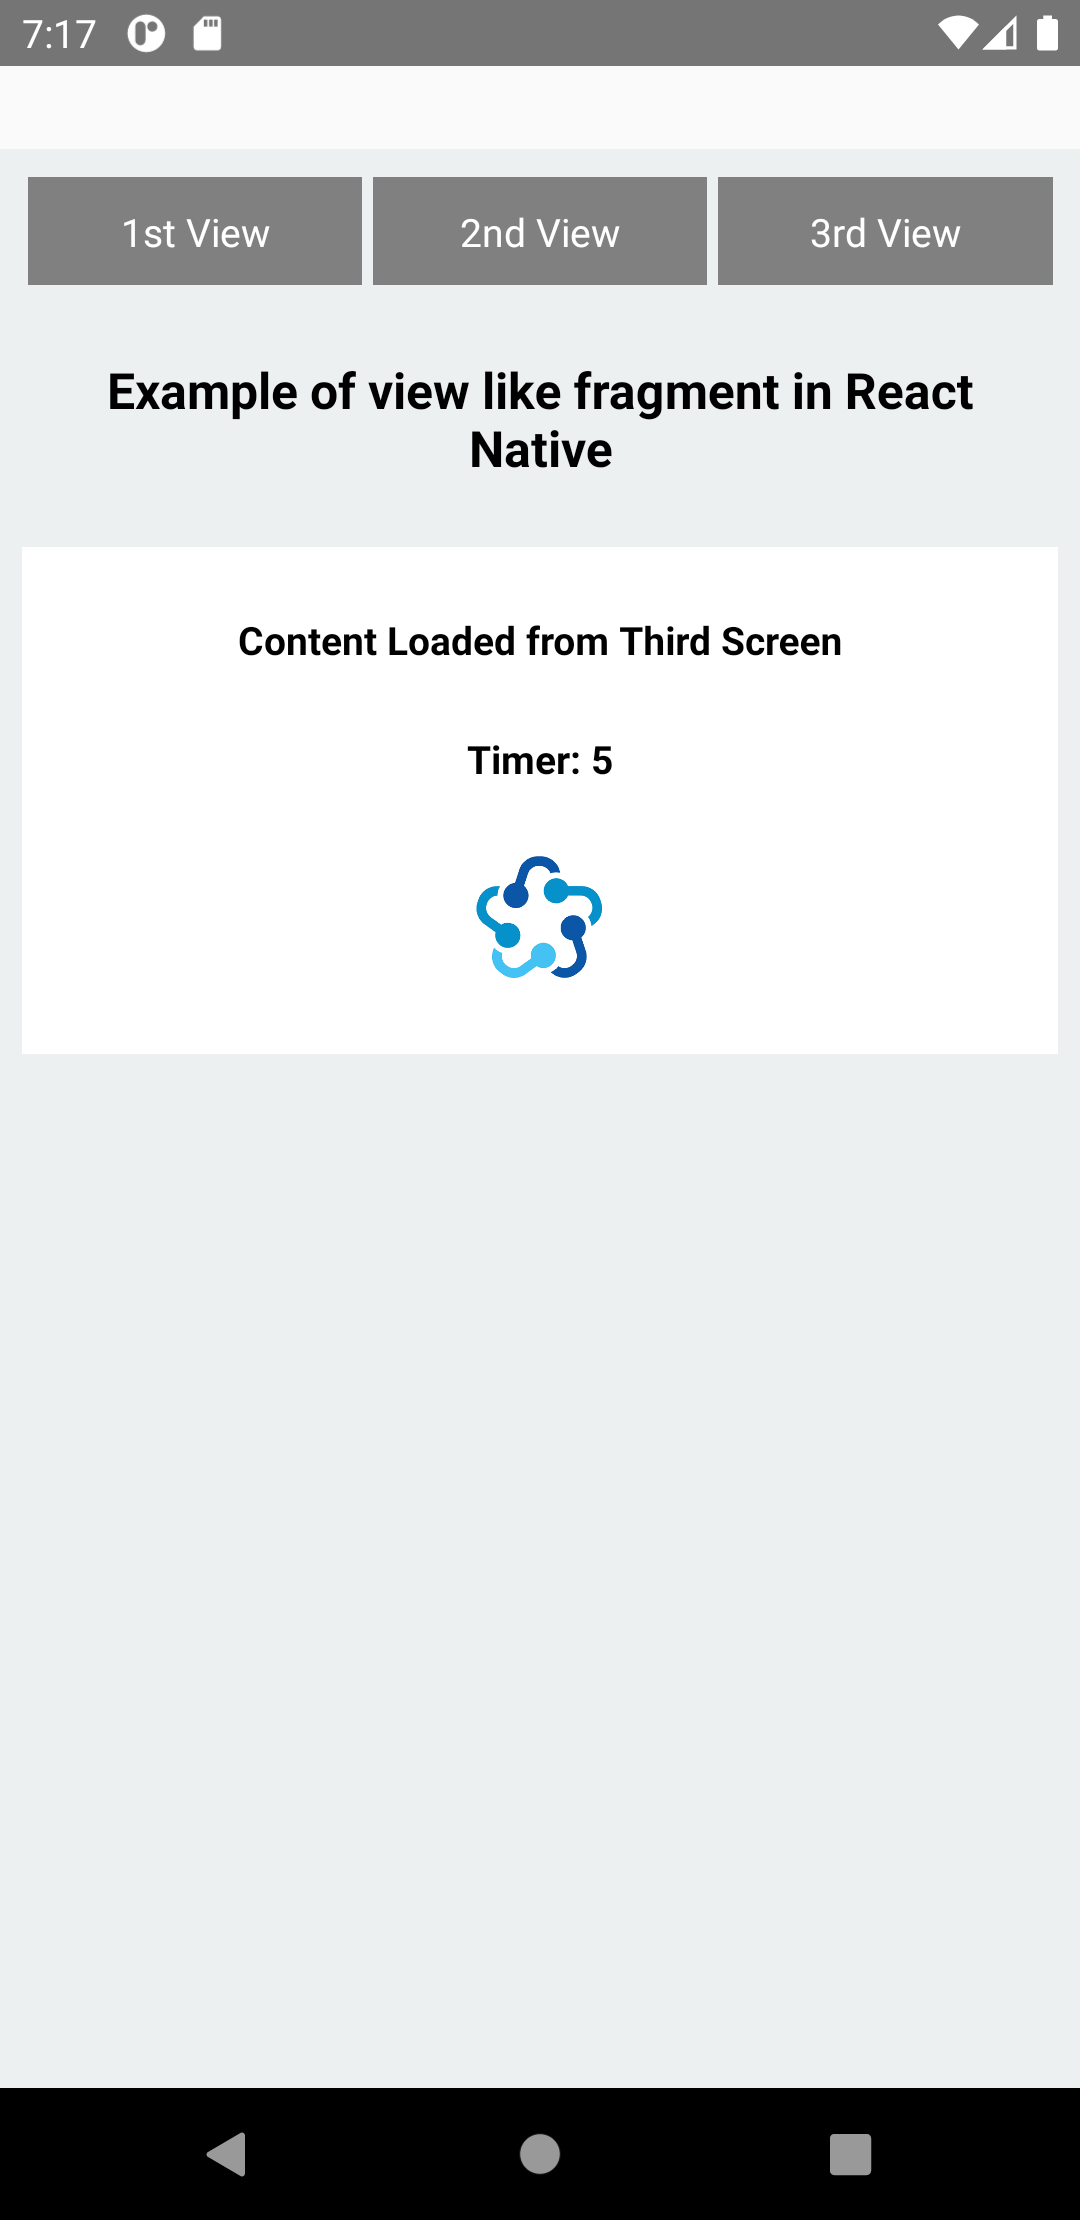 7:17
1st View 2nd View 3rd View
Example of view like fragment in React
Native
Content Loaded from Third Screen
Timer: 5